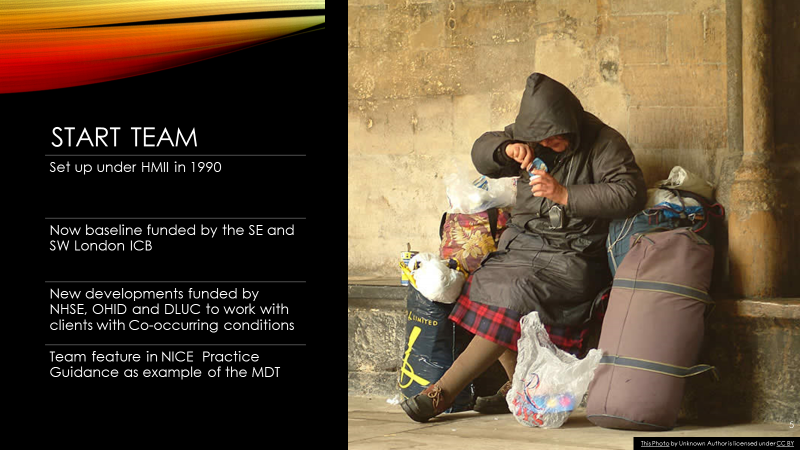 START TEAM
Set up under HMII in 1990
Now baseline funded by the SE and
SW London ICB
New developments funded by
NHSE, OHID and DLUC to work with
clients with Co-occurring conditions
Team feature in NICE  Practice
Guidance as example of the MDT
LIMITED
5
This Photo by Unknown Author is licensed under CC BY